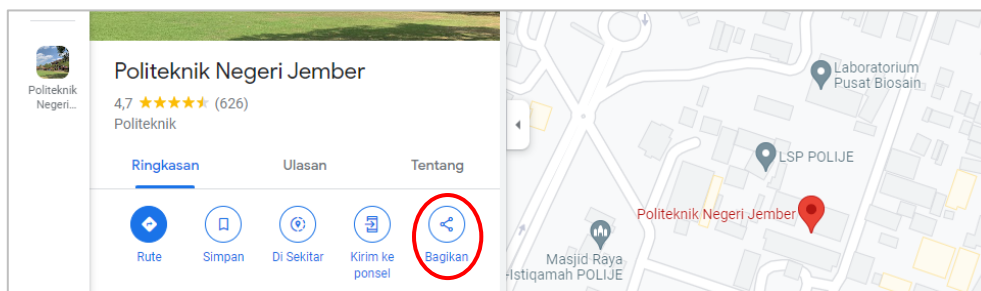 Politeknik
Negeri...
Politeknik Negeri Jember
4,7 (626)
Politeknik
Ringkasan
Ulasan
Tentang
Rute
Simpan
Di Sekitar
Kirim ke
ponsel
Bagikan
Laboratorium
Pusat Biosain
LSP POLIJE
Politeknik Negeri Jember
Masjid Raya
-Istiqamah POLIJE